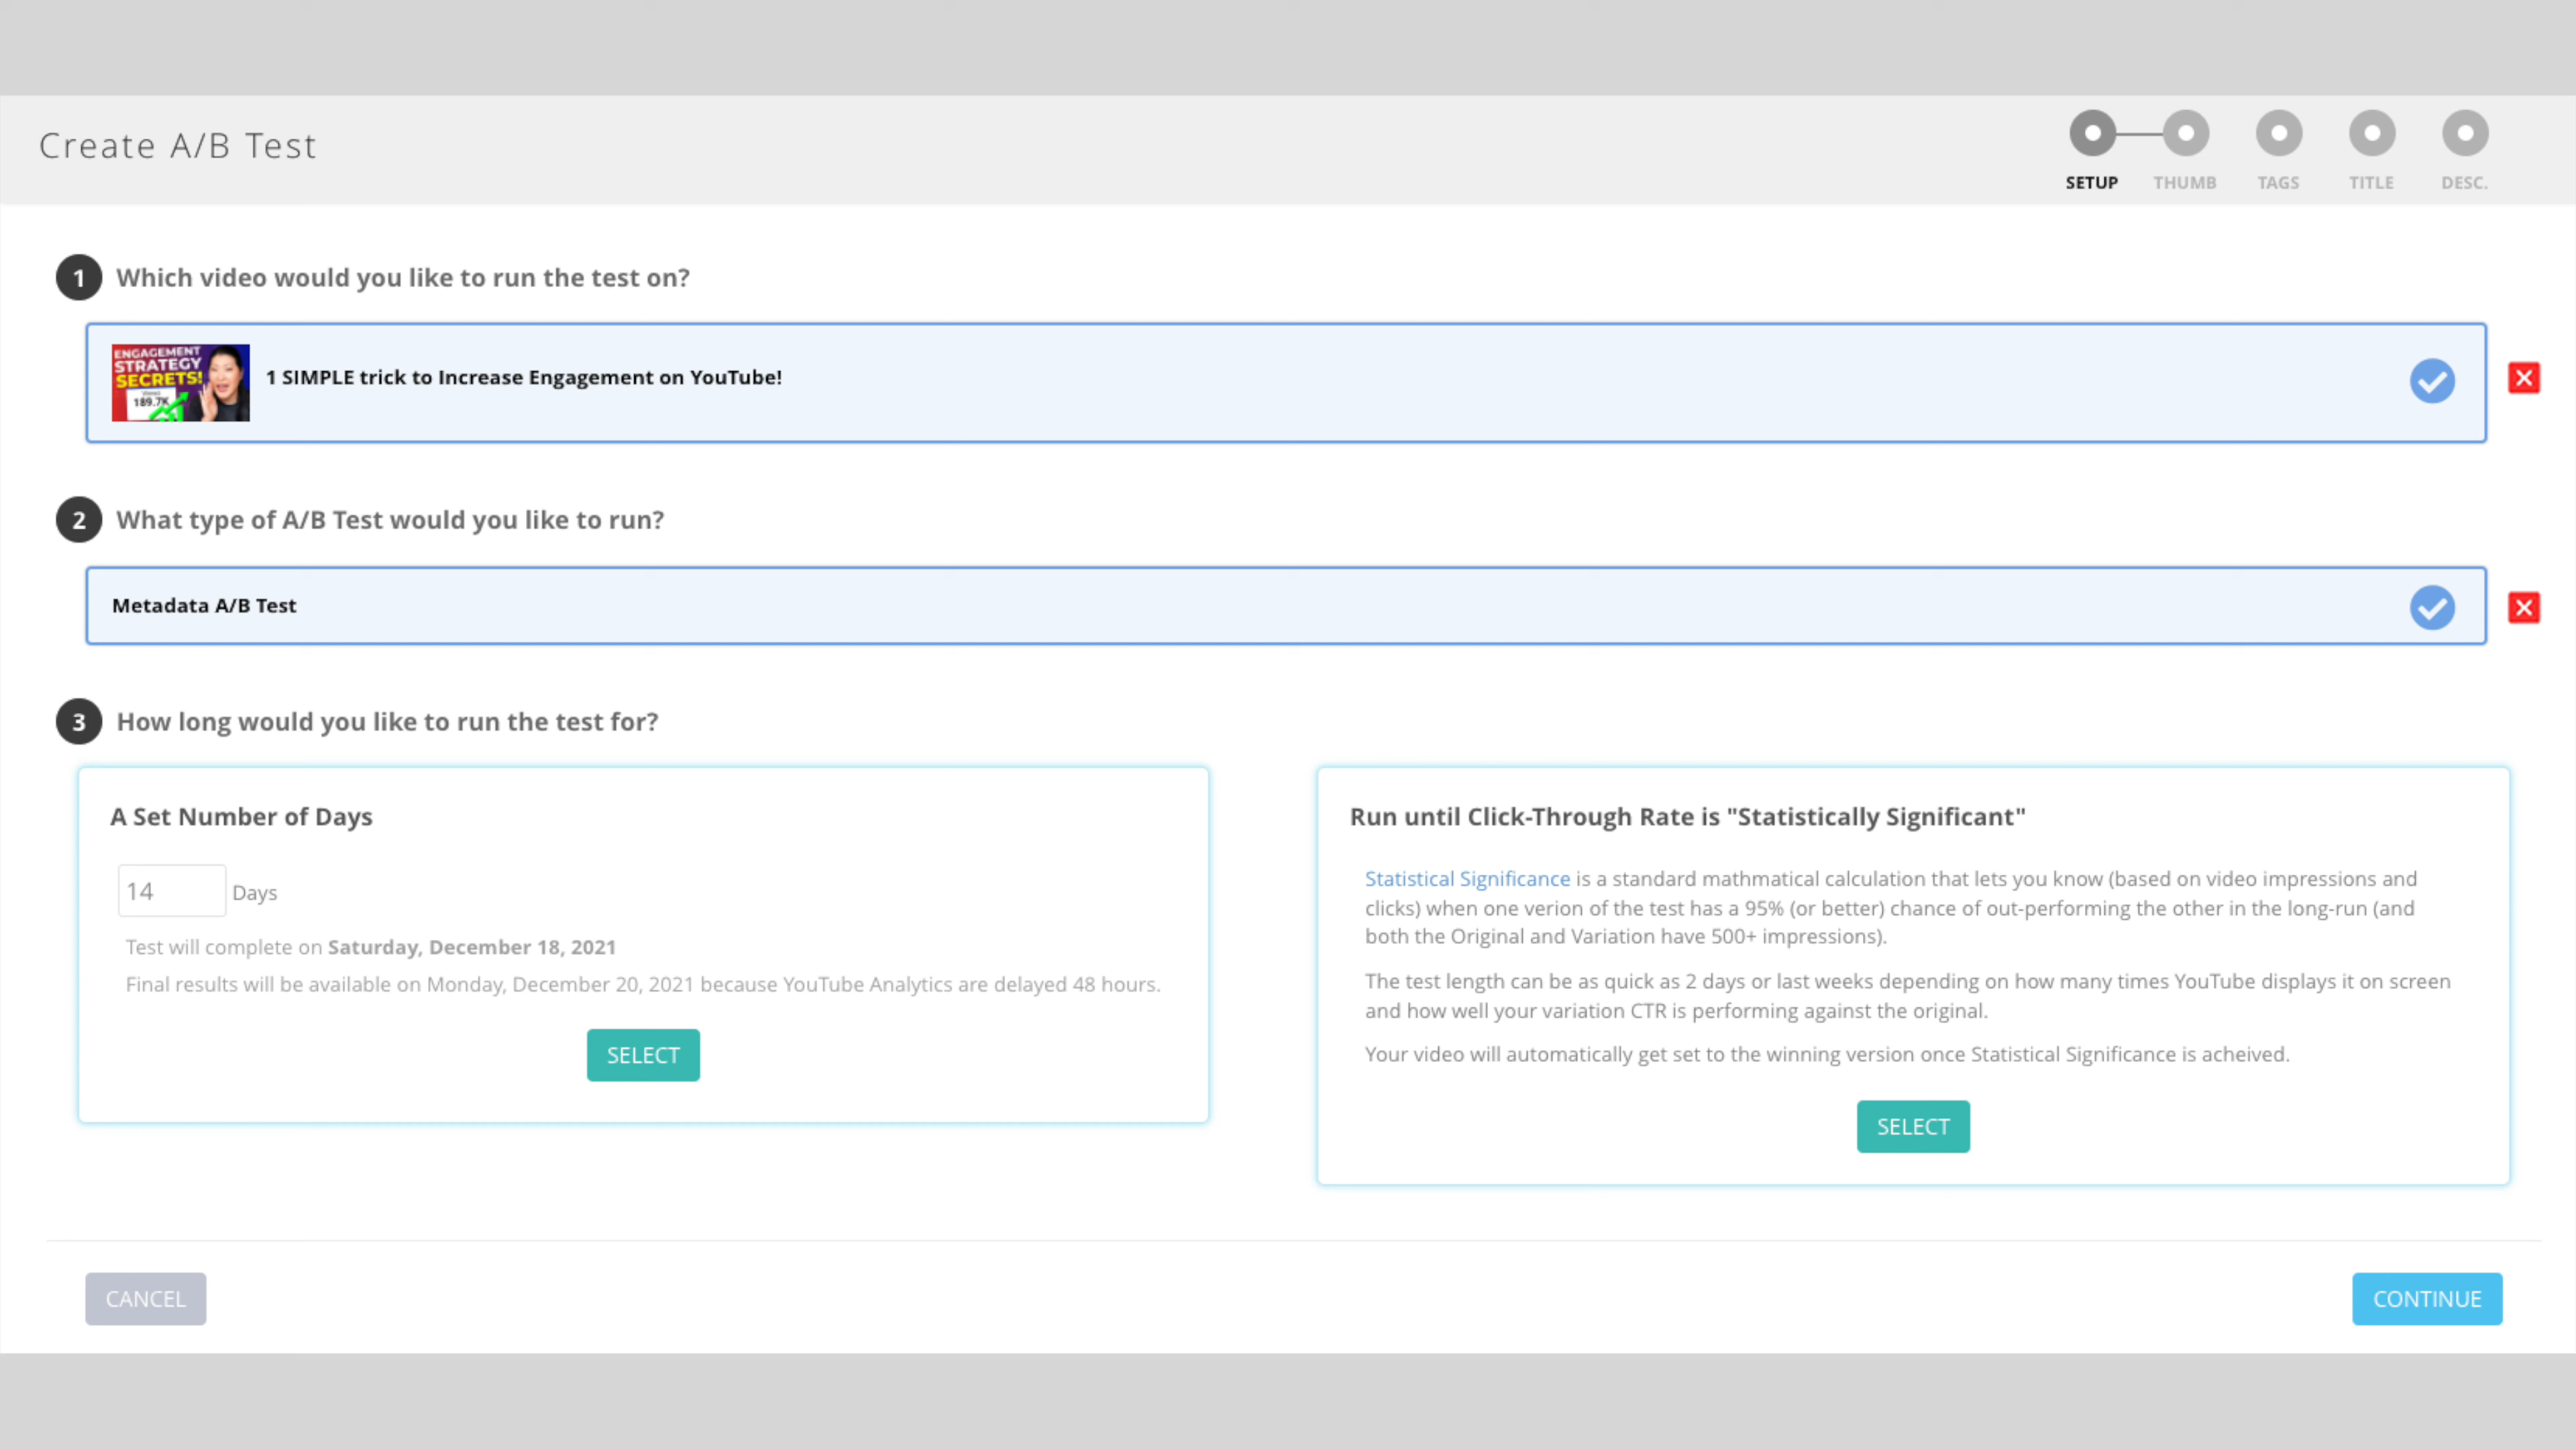 Create A/B Test
SETUP THUMB TAGS TITLE DESC.
1 Which video would you like to run the test on?
ENGAGEMENT
STRATEGY
SECRETS!
189.7K
1 SIMPLE trick to Increase Engagement on YouTube!
2 What type of A/B Test would you like to run?
Metadata A/B Test
3 How long would you like to run the test for?
A Set Number of Days
14 Days
Test will complete on Saturday, December 18, 2021
Final results will be available on Monday, December 20, 2021 because YouTube Analytics are delayed 48 hours.
SELECT
Run until Click-Through Rate is "Statistically Significant"
Statistical Significance is a standard mathmatical calculation that lets you know (based on video impressions and
clicks) when one verion of the test has a 95% (or better) chance of out-performing the other in the long-run (and
both the Original and Variation have 500+ impressions).
The test length can be as quick as 2 days or last weeks depending on how many times YouTube displays it on screen
and how well your variation CTR is performing against the original.
Your video will automatically get set to the winning version once Statistical Significance is acheived.
SELECT
CANCEL
CONTINUE